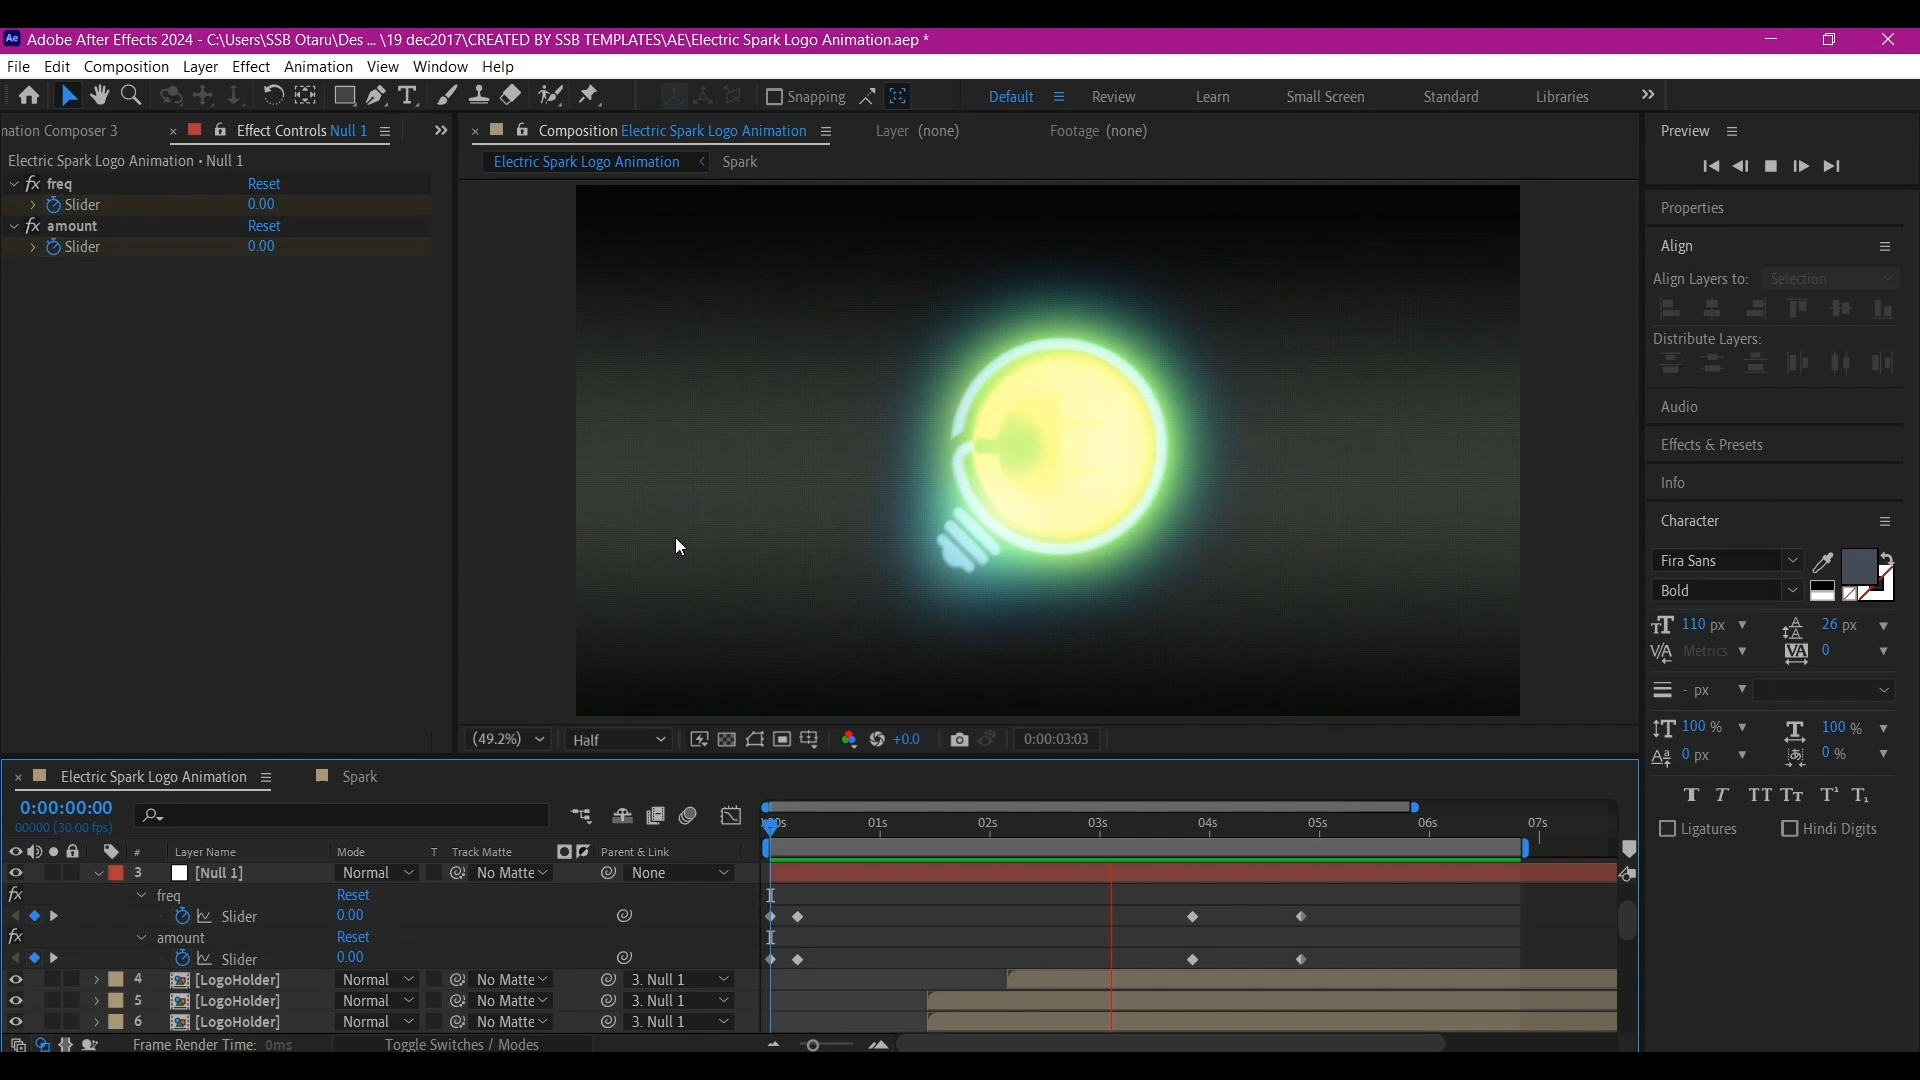 Ae Adobe After Effects 2024 - C:\Users\SSB Otaru\Des ... \19 dec2017\CREATED BY SSB TEMPLATES\AE\Electric Spark Logo Animation.aep *
File Edit Composition Layer Effect Animation View Window Help
Snapping Default Review Learn Small Screen Standard Libraries
nation Composer 3 Effect Controls Null 1
Electric Spark Logo Animation • Null 1
fx freq Reset
Slider 0.00
fx amount Reset
Slider 0.00
Composition Electric Spark Logo Animation Layer (none) Footage (none)
Electric Spark Logo Animation Spark
(49.2%) Half +0.0 0:00:03:03
Preview
Properties
Align
Align Layers to: Selection
Distribute Layers:
Audio
Effects & Presets
Info
Character
Fira Sans
Bold
110 px 26 px
Metrics 0
- px
100 % 100 %
0 px 0 %
Ligatures Hindi Digits
Electric Spark Logo Animation Spark
0:00:00:00
00000 (30.00 fps)
01s 02s 03s 04s 05s 06s 07s
# Layer Name Mode T Track Matte Parent & Link
3 [Null 1] Normal No Matte None
fx freq Reset
Slider 0.00
fx amount Reset
Slider 0.00
4 [LogoHolder] Normal No Matte 3. Null 1
5 [LogoHolder] Normal No Matte 3. Null 1
6 [LogoHolder] Normal No Matte 3. Null 1
Frame Render Time: 0ms Toggle Switches / Modes